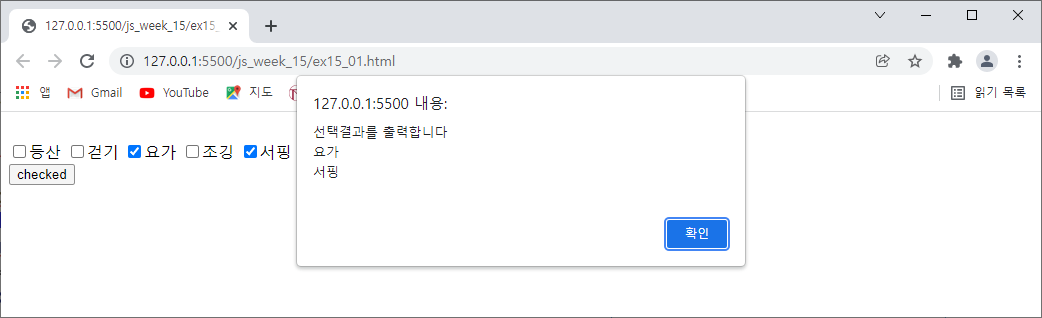 127.0.0.1:5500/js_week_15/ex15_
127.0.0.1:5500/js_week_15/ex15_01.html
앱 Gmail YouTube 지도 읽기 목록
127.0.0.1:5500 내용:
선택결과를 출력합니다
요가
서핑
확인
등산 걷기 요가 조깅 서핑
checked